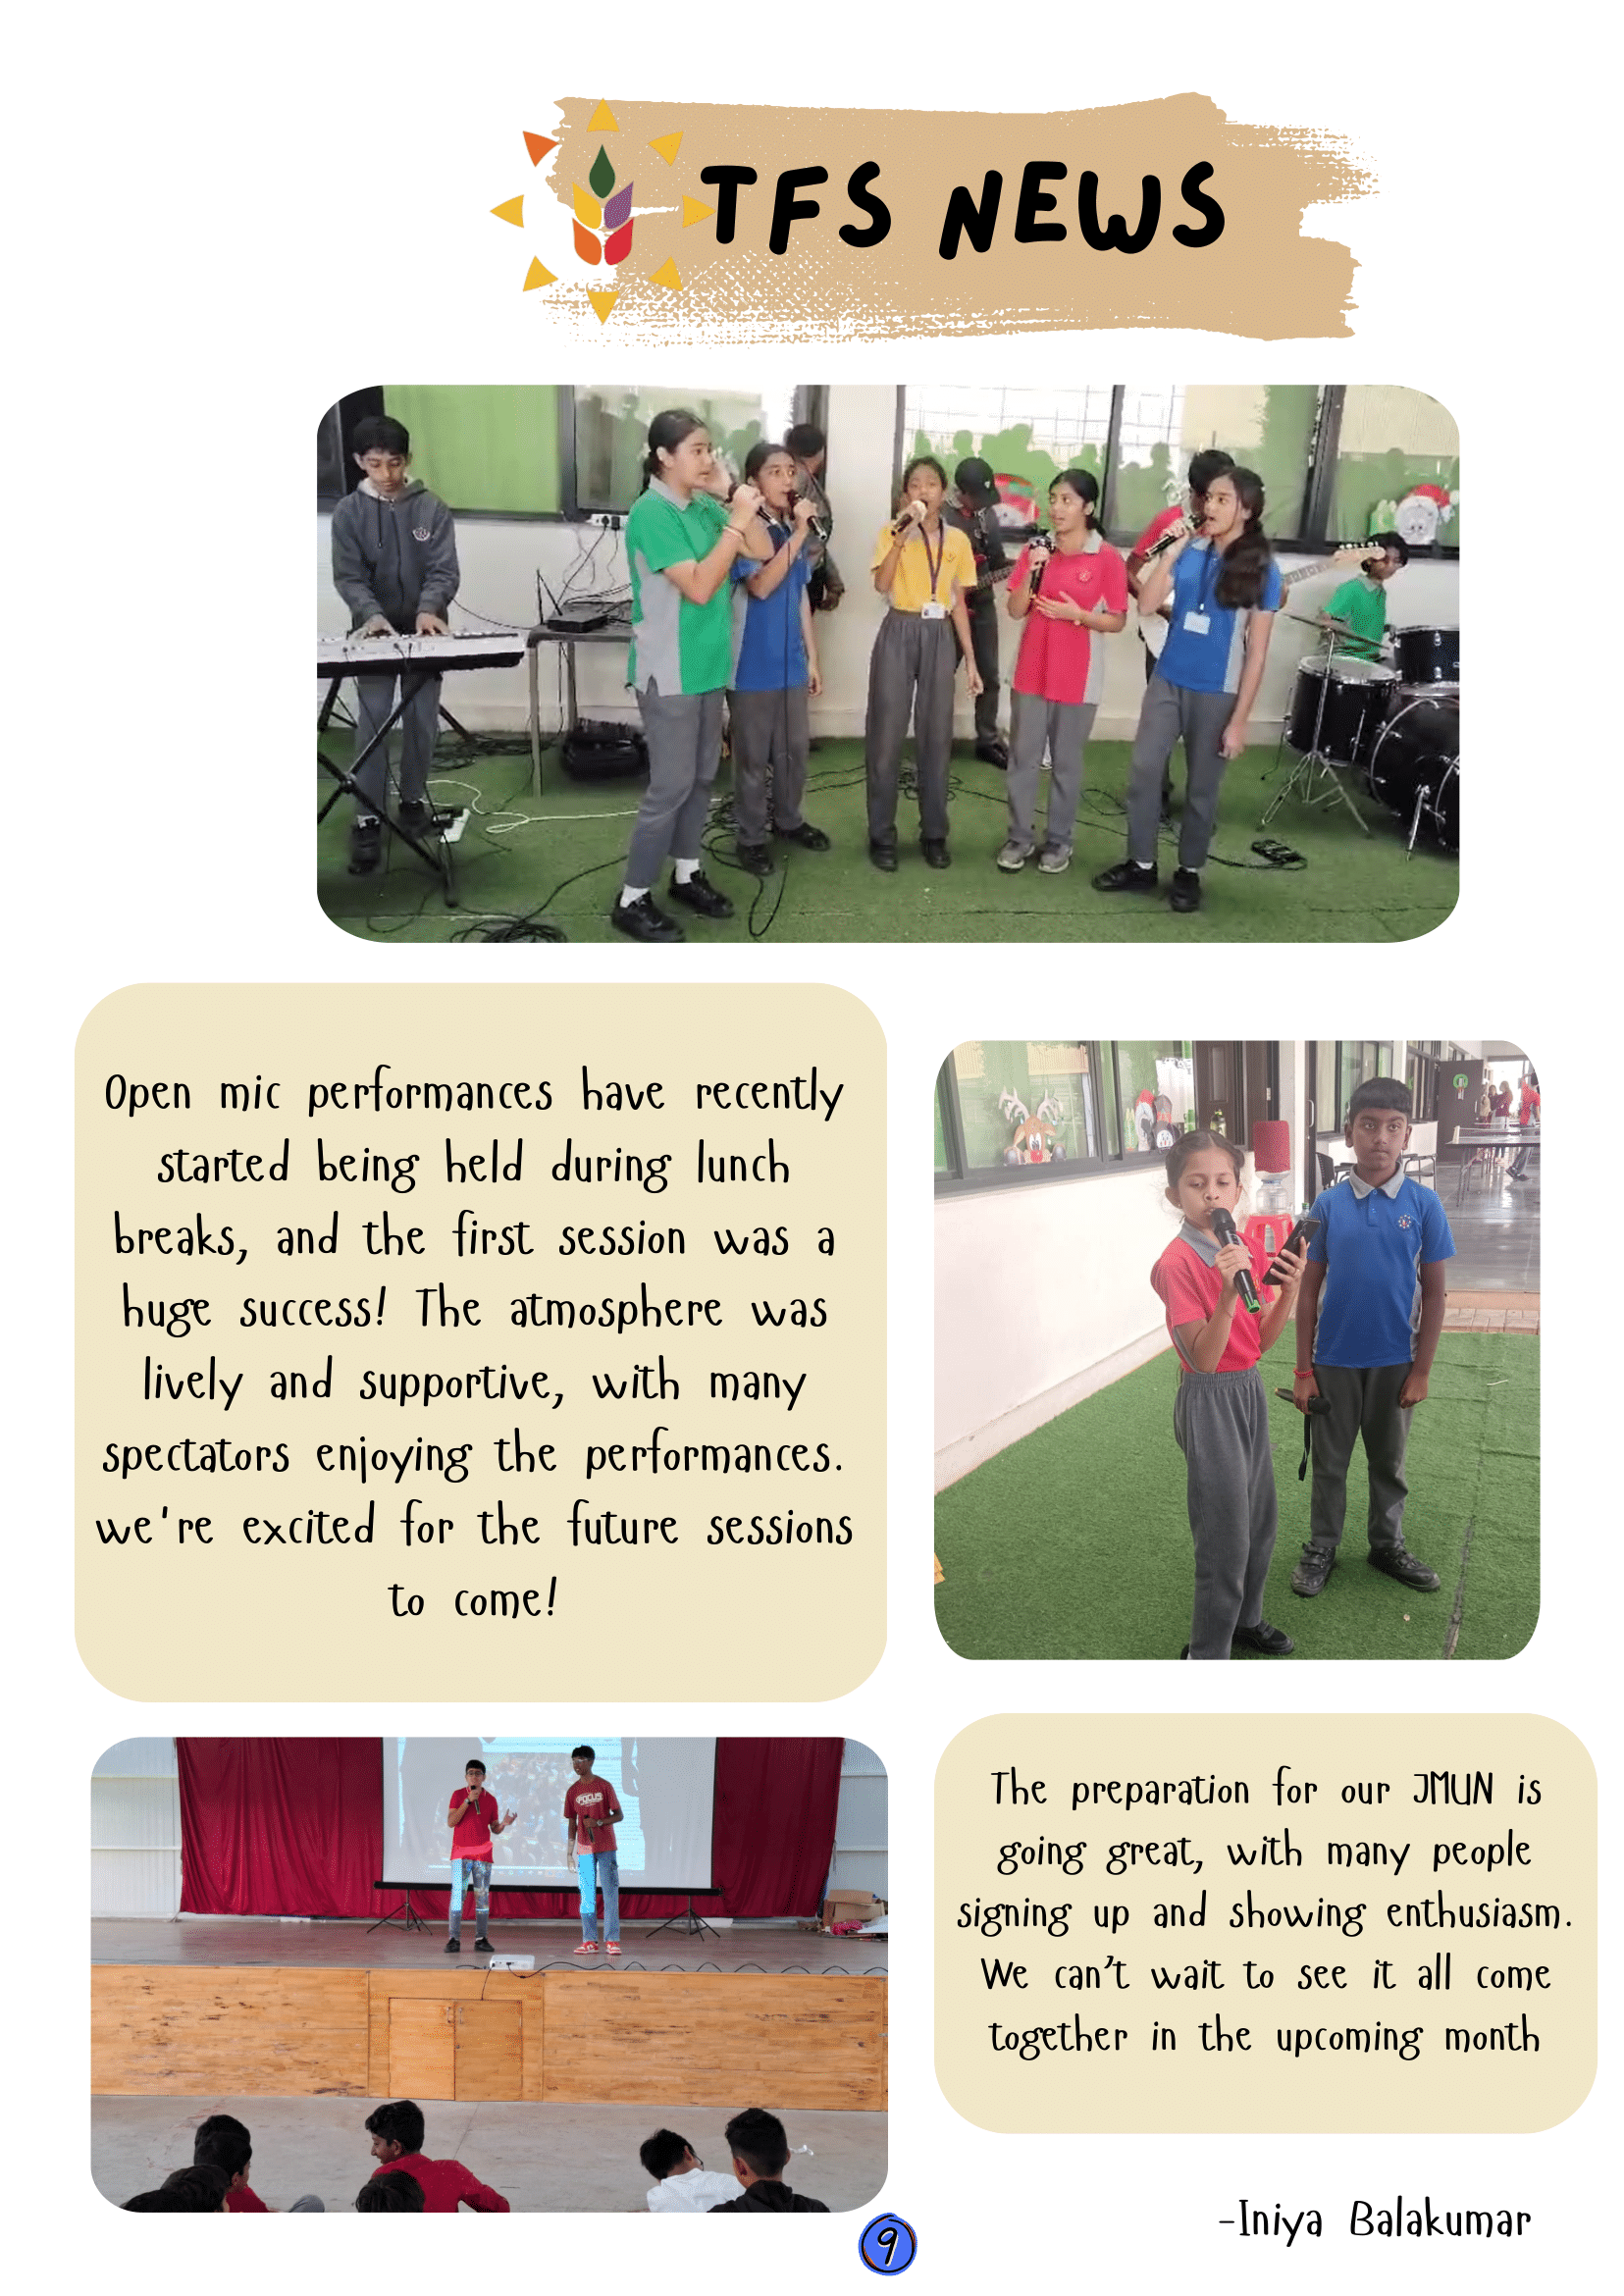 TFS NEWS
Open mic performances have recently
started being held during lunch
breaks, and the first session was a
huge success! The atmosphere was
lively and supportive, with many
spectators enjoying the performances.
we're excited for the future sessions
to come!
FOCUS
The preparation for our JMUN is
going great, with many people
signing up and showing enthusiasm.
We can't wait to see it all come
together in the upcoming month
-Iniya Balakumar
9